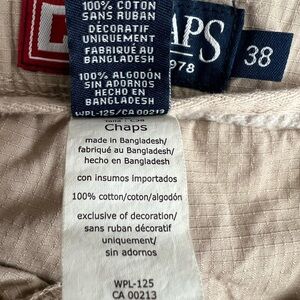 100% COTTON
SANS RUBAN
DÉCORATIF
UNIQUEMENT
FABRIQUÉ AU
BANGLADESH
100% ALGODÓN
SIN ADORNOS
HECHO EN
BANGLADESH
WPL-125/CA 00213
APS
1978
38
Chaps
made in Bangladesh/
fabriqué au Bangladesh/
hecho en Bangladesh
con insumos importados
100% cotton/coton/algodón
exclusive of decoration/
sans ruban décoratif
uniquement/
sin adornos
WPL-125
CA 00213